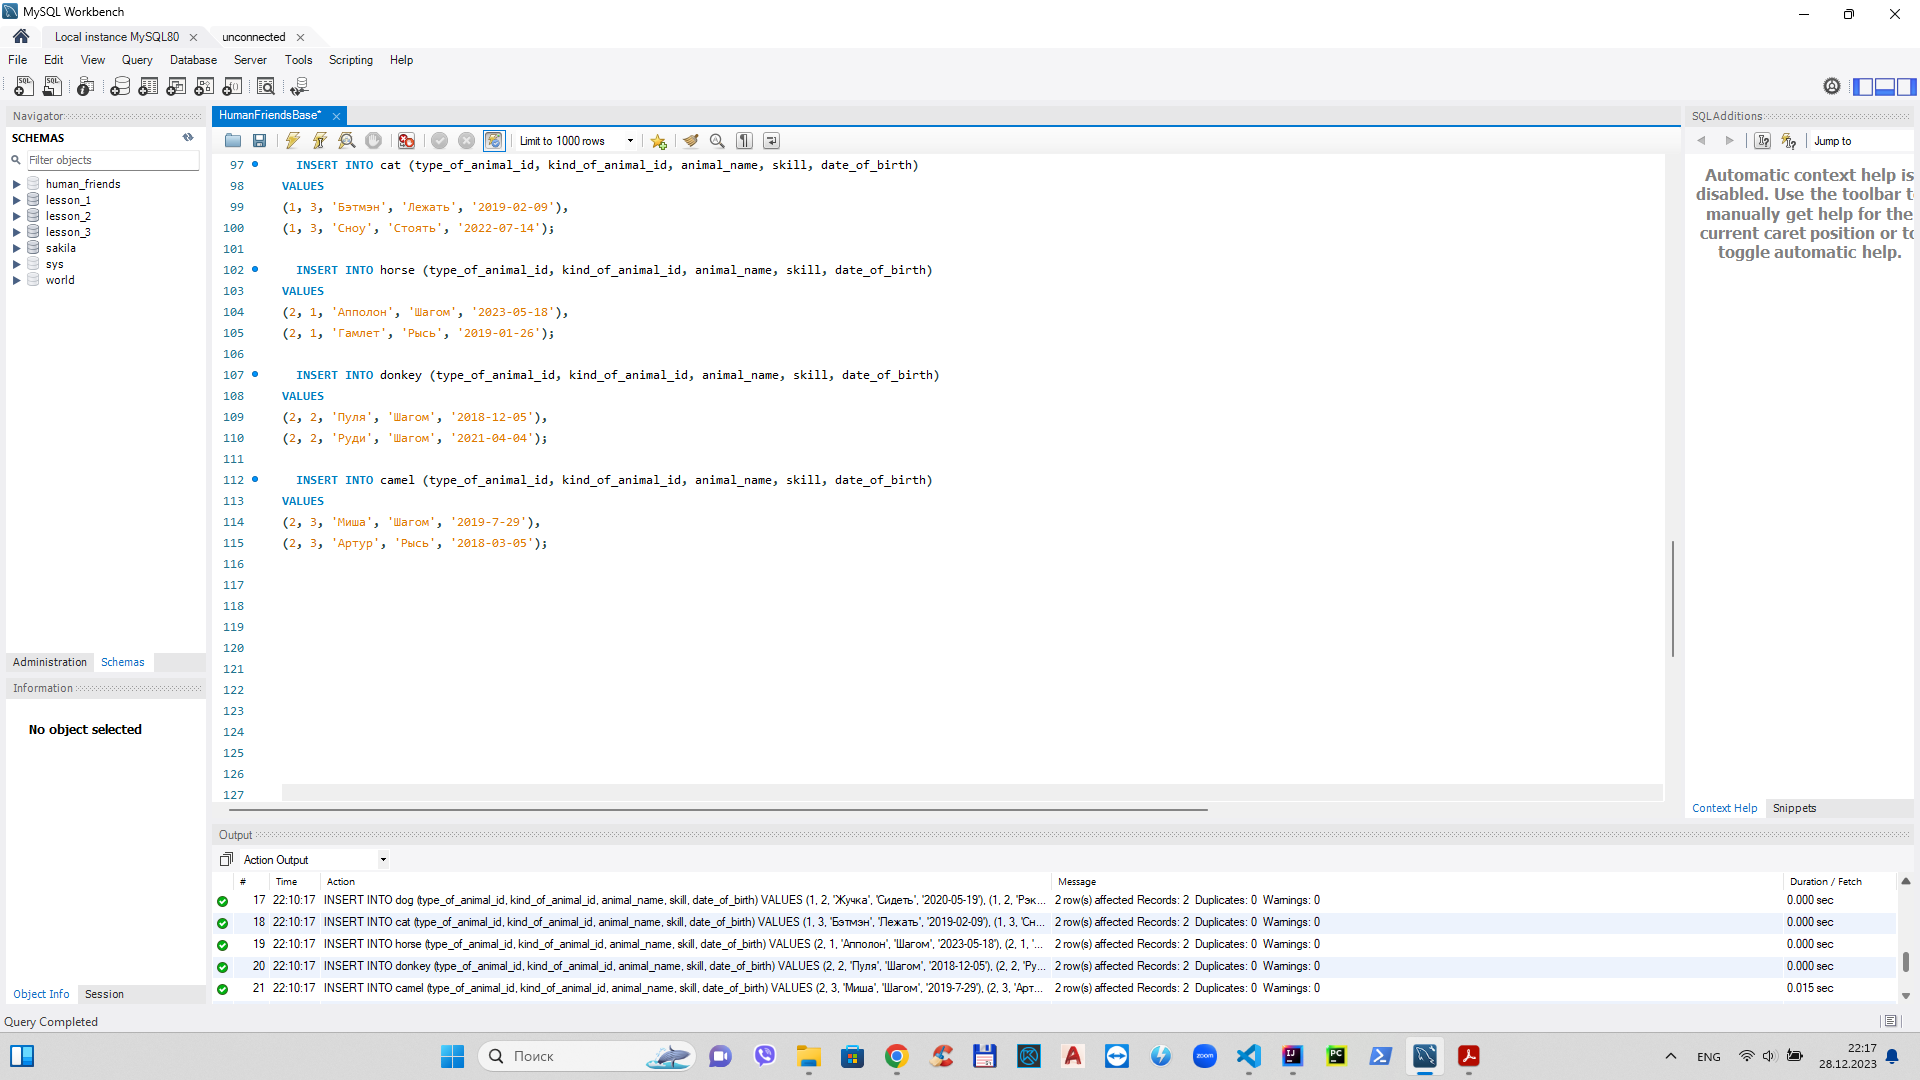 MySQL Workbench
Local instance MySQL80
unconnected
File Edit View Query Database Server Tools Scripting Help
Navigator
SCHEMAS
Filter objects
human_friends
lesson_1
lesson_2
lesson_3
sakila
sys
world
Administration Schemas
Information
No object selected
Object Info Session
HumanFriendsBase*
Limit to 1000 rows
97 INSERT INTO cat (type_of_animal_id, kind_of_animal_id, animal_name, skill, date_of_birth)
98 VALUES
99 (1, 3, 'Бэтмэн', 'Лежать', '2019-02-09'),
100 (1, 3, 'Сноу', 'Стоять', '2022-07-14');
101
102 INSERT INTO horse (type_of_animal_id, kind_of_animal_id, animal_name, skill, date_of_birth)
103 VALUES
104 (2, 1, 'Апполон', 'Шагом', '2023-05-18'),
105 (2, 1, 'Гамлет', 'Рысь', '2019-01-26');
106
107 INSERT INTO donkey (type_of_animal_id, kind_of_animal_id, animal_name, skill, date_of_birth)
108 VALUES
109 (2, 2, 'Пуля', 'Шагом', '2018-12-05'),
110 (2, 2, 'Руди', 'Шагом', '2021-04-04');
111
112 INSERT INTO camel (type_of_animal_id, kind_of_animal_id, animal_name, skill, date_of_birth)
113 VALUES
114 (2, 3, 'Миша', 'Шагом', '2019-7-29'),
115 (2, 3, 'Артур', 'Рысь', '2018-03-05');
116
117
118
119
120
121
122
123
124
125
126
127
SQLAdditions
Jump to
Automatic context help is
disabled. Use the toolbar t
manually get help for the
current caret position or to
toggle automatic help.
Context Help Snippets
Output
Action Output
# Time Action Message Duration / Fetch
17 22:10:17 INSERT INTO dog (type_of_animal_id, kind_of_animal_id, animal_name, skill, date_of_birth) VALUES (1, 2, 'Жучка', 'Сидеть', '2020-05-19'), (1, 2, 'Рэк... 2 row(s) affected Records: 2 Duplicates: 0 Warnings: 0 0.000 sec
18 22:10:17 INSERT INTO cat (type_of_animal_id, kind_of_animal_id, animal_name, skill, date_of_birth) VALUES (1, 3, 'Бэтмэн', 'Лежать', '2019-02-09'), (1, 3, 'Сн... 2 row(s) affected Records: 2 Duplicates: 0 Warnings: 0 0.000 sec
19 22:10:17 INSERT INTO horse (type_of_animal_id, kind_of_animal_id, animal_name, skill, date_of_birth) VALUES (2, 1, 'Апполон', 'Шагом', '2023-05-18'), (2, 1, '... 2 row(s) affected Records: 2 Duplicates: 0 Warnings: 0 0.000 sec
20 22:10:17 INSERT INTO donkey (type_of_animal_id, kind_of_animal_id, animal_name, skill, date_of_birth) VALUES (2, 2, 'Пуля', 'Шагом', '2018-12-05'), (2, 2, 'Ру... 2 row(s) affected Records: 2 Duplicates: 0 Warnings: 0 0.000 sec
21 22:10:17 INSERT INTO camel (type_of_animal_id, kind_of_animal_id, animal_name, skill, date_of_birth) VALUES (2, 3, 'Миша', 'Шагом', '2019-7-29'), (2, 3, 'Арт... 2 row(s) affected Records: 2 Duplicates: 0 Warnings: 0 0.015 sec
Query Completed
Поиск
zoom
ENG
22:17
28.12.2023